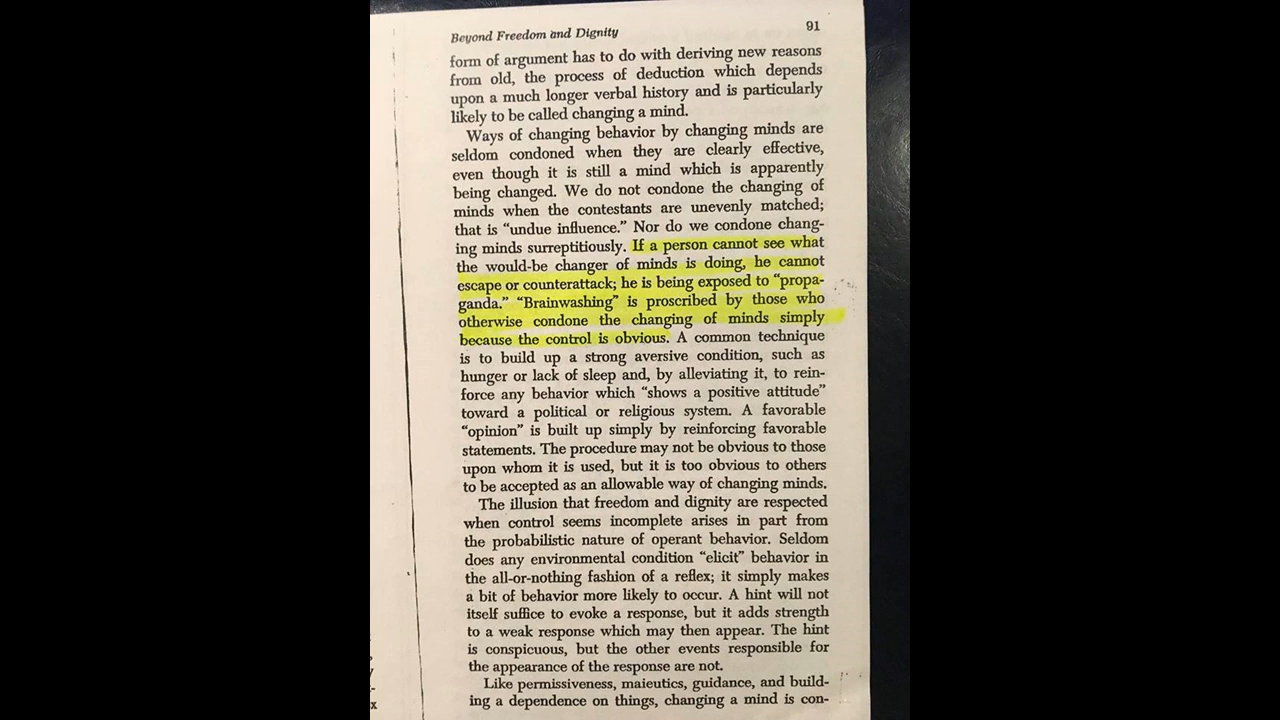 Beyond Freedom and Dignity 91
form of argument has to do with deriving new reasons
from old, the process of deduction which depends
upon a much longer verbal history and is particularly
likely to be called changing a mind.
Ways of changing behavior by changing minds are
seldom condoned when they are clearly effective,
even though it is still a mind which is apparently
being changed. We do not condone the changing of
minds when the contestants are unevenly matched;
that is “undue influence.” Nor do we condone chang-
ing minds surreptitiously. If a person cannot see what
the would-be changer of minds is doing, he cannot
escape or counterattack; he is being exposed to “propa-
ganda.” “Brainwashing” is proscribed by those who
otherwise condone the changing of minds simply
because the control is obvious. A common technique
is to build up a strong aversive condition, such as
hunger or lack of sleep and, by alleviating it, to rein-
force any behavior which “shows a positive attitude”
toward a political or religious system. A favorable
“opinion” is built up simply by reinforcing favorable
statements. The procedure may not be obvious to those
upon whom it is used, but it is too obvious to others
to be accepted as an allowable way of changing minds.
The illusion that freedom and dignity are respected
when control seems incomplete arises in part from
the probabilistic nature of operant behavior. Seldom
does any environmental condition “elicit” behavior in
the all-or-nothing fashion of a reflex; it simply makes
a bit of behavior more likely to occur. A hint will not
itself suffice to evoke a response, but it adds strength
to a weak response which may then appear. The hint
is conspicuous, but the other events responsible for
the appearance of the response are not.
Like permissiveness, maieutics, guidance, and build-
ing a dependence on things, changing a mind is con-